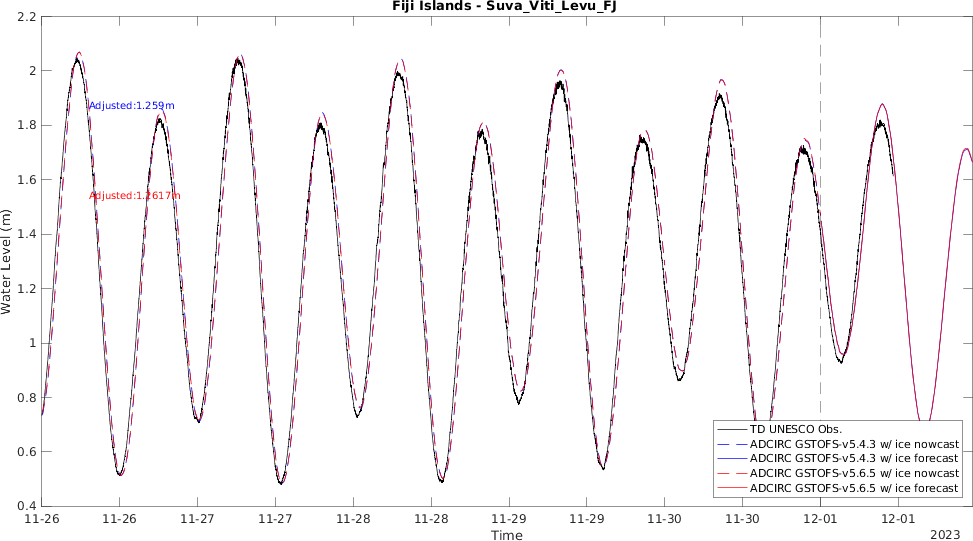 Fiji Islands - Suva_Viti_Levu_FJ
2.2
2
1.8
1.6
1.4
1.2
1
0.8
0.6
0.4
Water Level (m)
Adjusted:1.259m
Adjusted:1.2617m
TD UNESCO Obs.
ADCIRC GSTOFS-v5.4.3 w/ ice nowcast
ADCIRC GSTOFS-v5.4.3 w/ ice forecast
ADCIRC GSTOFS-v5.6.5 w/ ice nowcast
ADCIRC GSTOFS-v5.6.5 w/ ice forecast
11-26 11-26 11-27 11-27 11-28 11-28 11-29 11-29 11-30 11-30 12-01 12-01
Time
2023